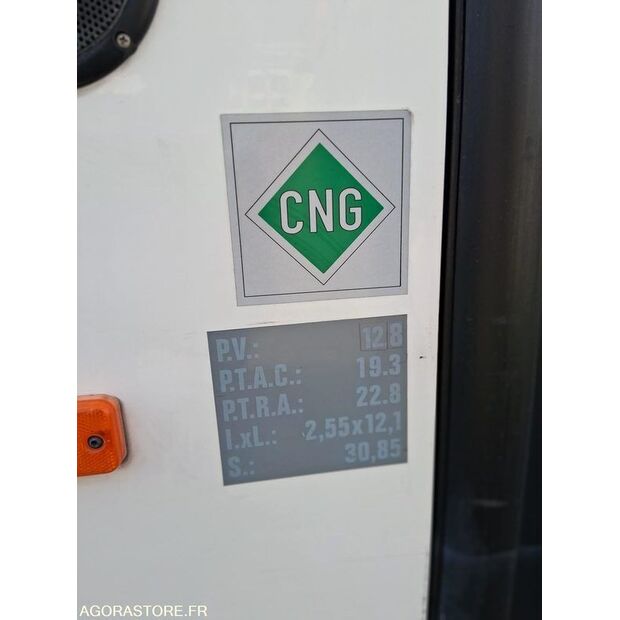 CNG
P.V.: 12.8
P.T.A.C.: 19.3
P.T.R.A.: 22.8
l.xL.: 2,55x12,1
S.: 30,85
AGORASTORE.FR